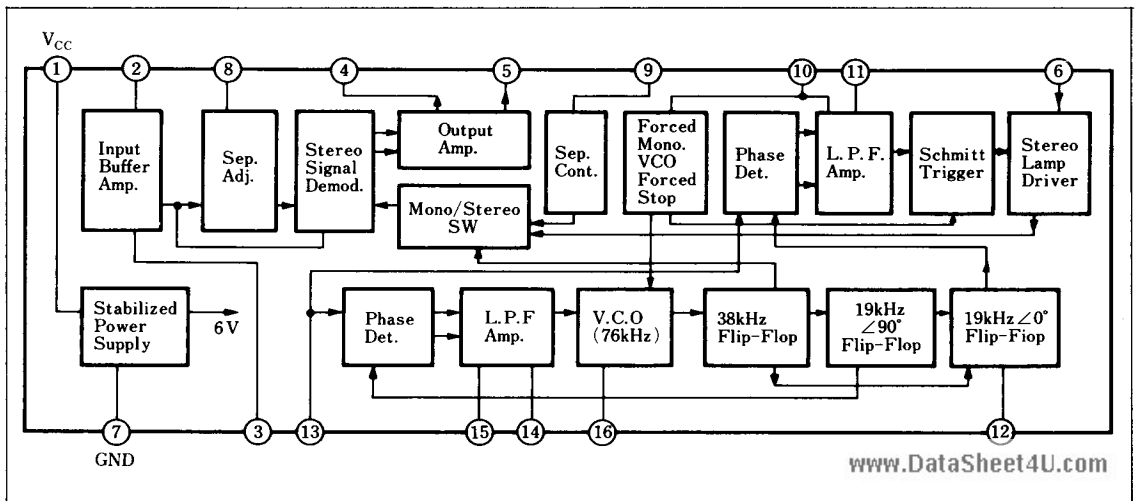 V_CC
1 2 8 4 5 9 10 11 6
Input
Buffer
Amp.
Sep.
Adj.
Stereo
Signal
Demod.
Output
Amp.
Mono/Stereo
SW
Sep.
Cont.
Forced
Mono.
VCO
Forced
Stop
Phase
Det.
L. P. F.
Amp.
Schmitt
Trigger
Stereo
Lamp
Driver
Stabilized
Power
Supply
6V
Phase
Det.
L. P. F
Amp.
V. C. O
(76kHz)
38kHz
Flip-Flop
19kHz
∠90°
Flip-Flop
19kHz∠0°
Flip-Fiop
7 3 13 15 14 16 12
GND
www.DataSheet4U.com